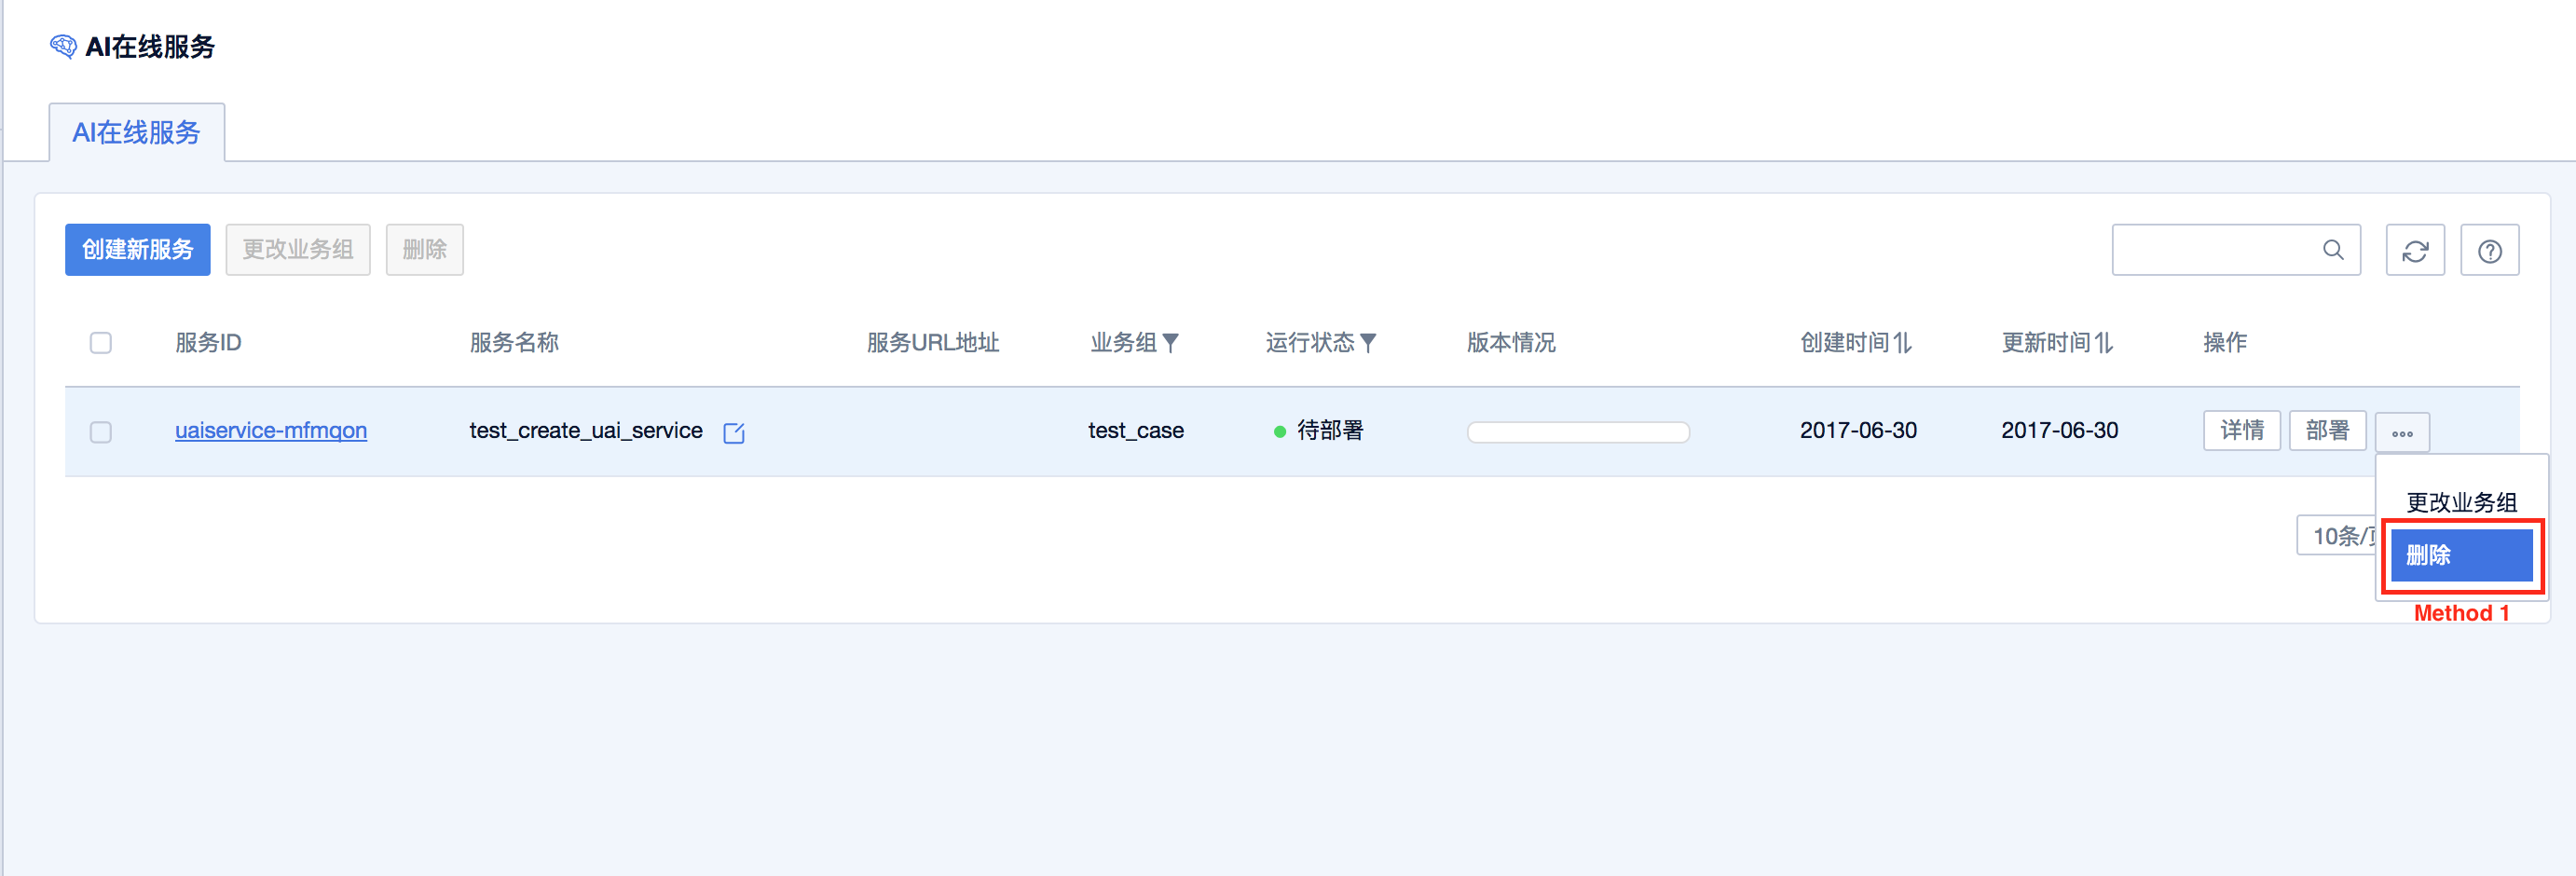 AI在线服务
AI在线服务
创建新服务 更改业务组 删除
服务ID 服务名称 服务URL地址 业务组 运行状态 版本情况 创建时间 更新时间 操作
uaiservice-mfmqon test_create_uai_service test_case 待部署 2017-06-30 2017-06-30 详情 部署
更改业务组
10条/
删除
Method 1